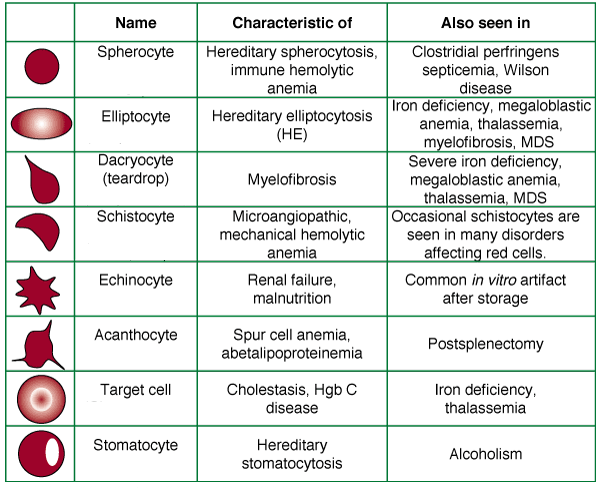 Name Characteristic of Also seen in
Spherocyte
Hereditary spherocytosis,
immune hemolytic
anemia
Clostridial perfringens
septicemia, Wilson
disease
Elliptocyte
Hereditary elliptocytosis
(HE)
Iron deficiency, megaloblastic
anemia, thalassemia,
myelofibrosis, MDS
Dacryocyte
(teardrop)
Myelofibrosis
Severe iron deficiency,
megaloblastic anemia,
thalassemia, MDS
Schistocyte
Microangiopathic,
mechanical hemolytic
anemia
Occasional schistocytes are
seen in many disorders
affecting red cells.
Echinocyte
Renal failure,
malnutrition
Common in vitro artifact
after storage
Acanthocyte
Spur cell anemia,
abetalipoproteinemia
Postsplenectomy
Target cell
Cholestasis, Hgb C
disease
Iron deficiency,
thalassemia
Stomatocyte
Hereditary
stomatocytosis
Alcoholism